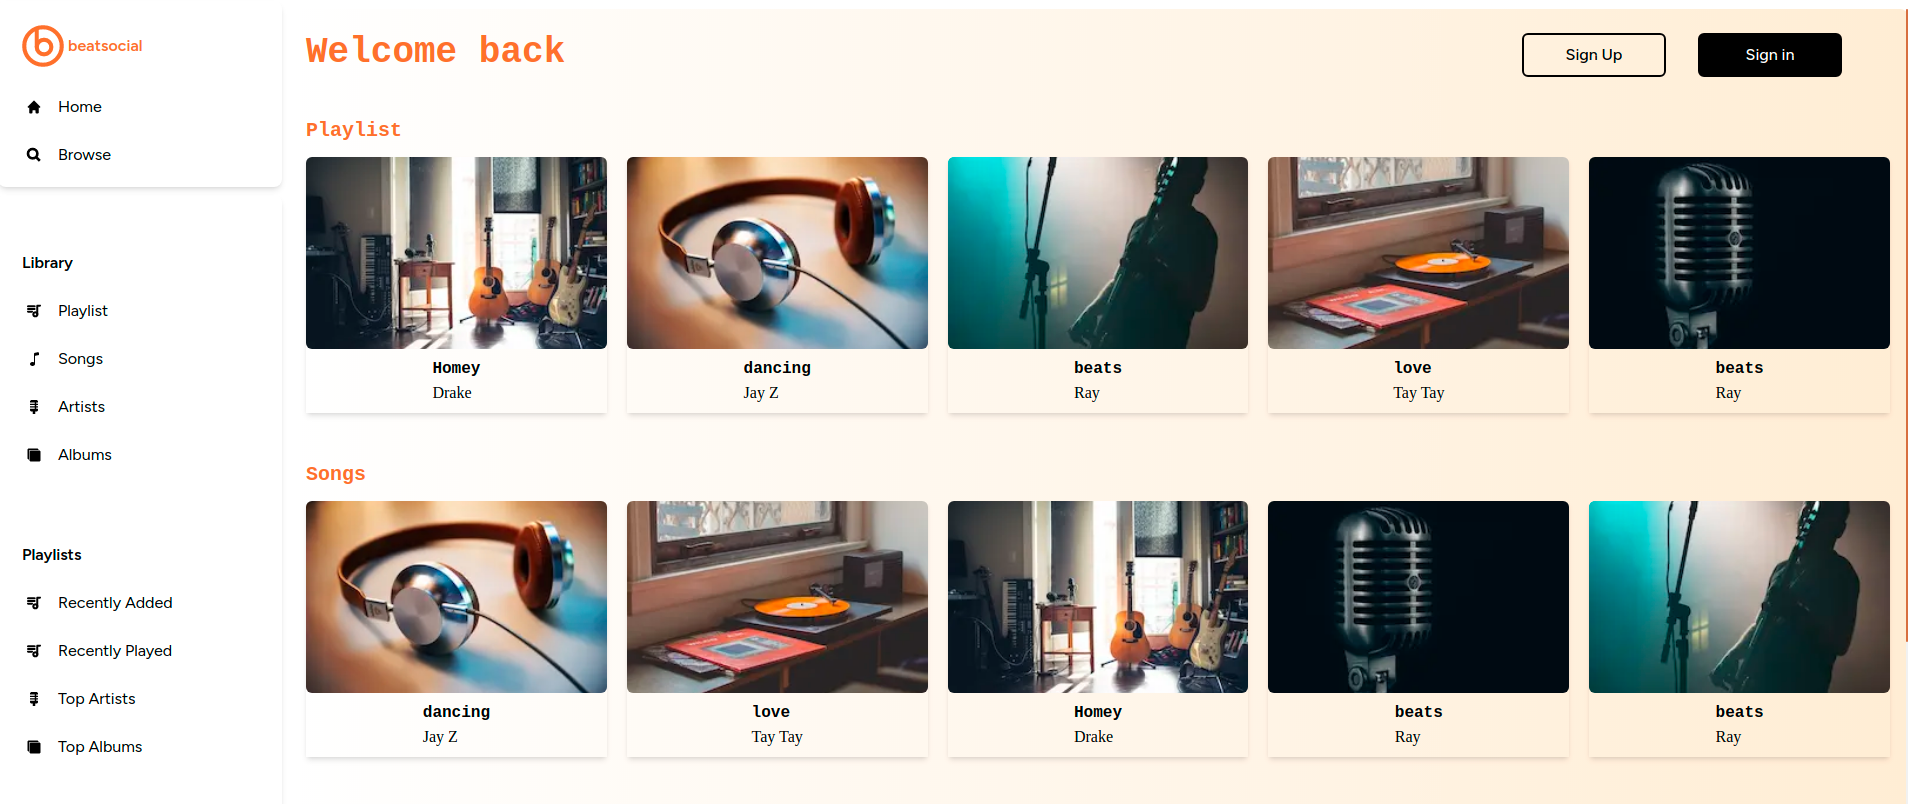 beatsocial
Home
Browse
Library
Playlist
Songs
Artists
Albums
Playlists
Recently Added
Recently Played
Top Artists
Top Albums
Welcome back
Sign Up
Sign in
Playlist
Homey
Drake
dancing
Jay Z
beats
Ray
love
Tay Tay
beats
Ray
Songs
dancing
Jay Z
love
Tay Tay
Homey
Drake
beats
Ray
beats
Ray